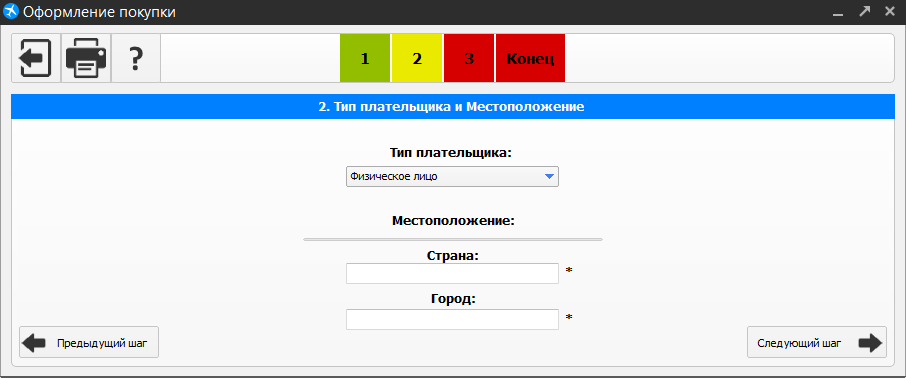 Оформление покупки
?
1 2 3 Конец
2. Тип плательщика и Местоположение
Тип плательщика:
Физическое лицо
Местоположение:
Страна:
*
Город:
*
Предыдущий шаг Следующий шаг